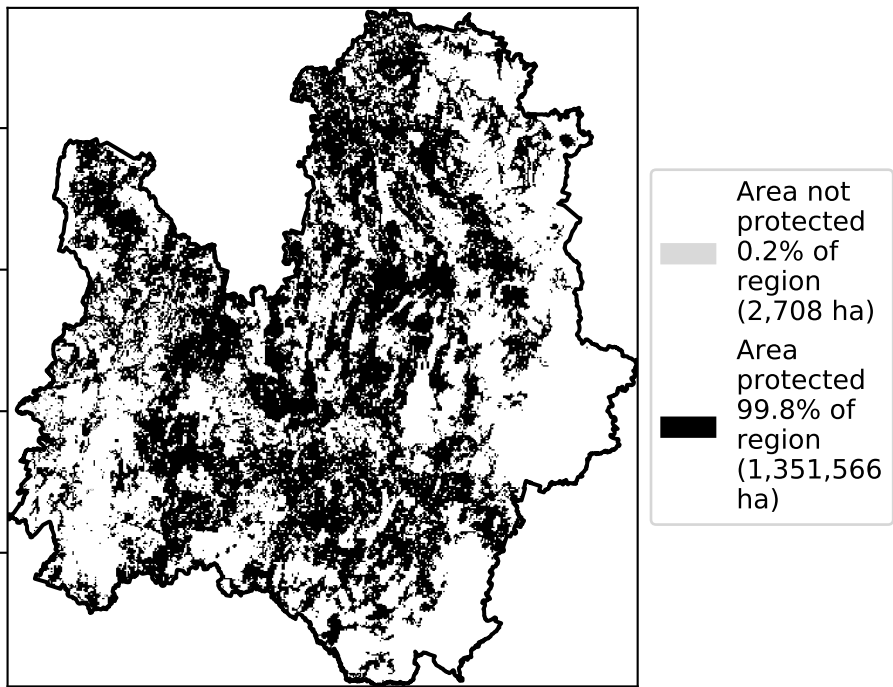 Area not
protected
0.2% of
region
(2,708 ha)
Area
protected
99.8% of
region
(1,351,566
ha)